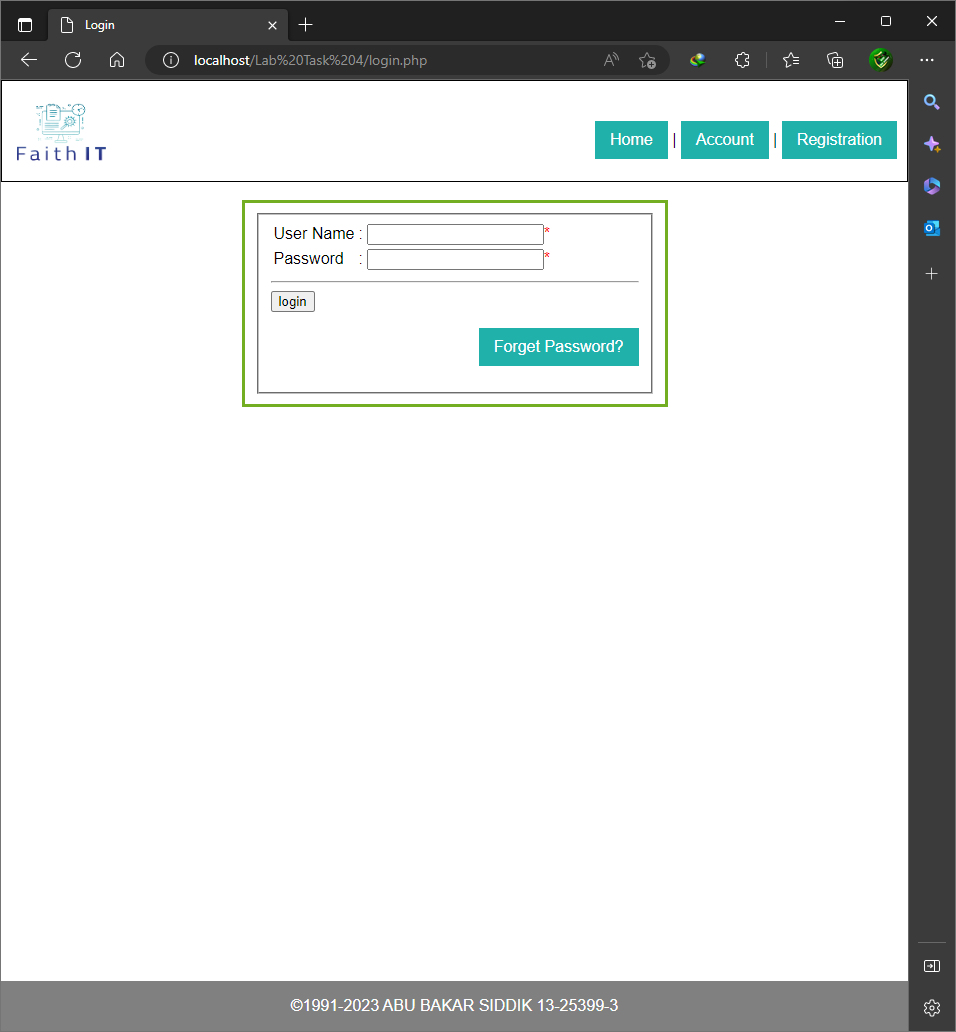 Login
localhost/Lab%20Task%204/login.php
Faith IT
Home | Account | Registration
User Name : *
Password : *
login
Forget Password?
©1991-2023 ABU BAKAR SIDDIK 13-25399-3